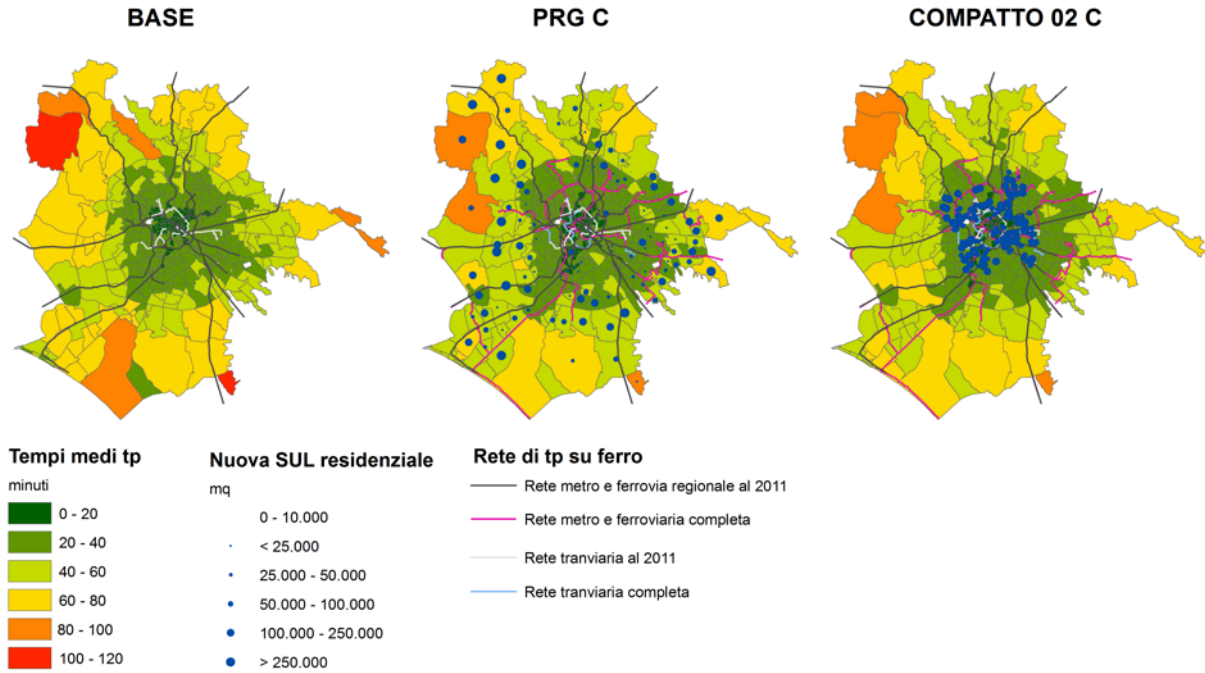 BASE
PRG C
COMPATTO 02 C
Tempi medi tp
minuti
0 - 20
20 - 40
40 - 60
60 - 80
80 - 100
100 - 120
Nuova SUL residenziale
mq
0 - 10.000
< 25.000
25.000 - 50.000
50.000 - 100.000
100.000 - 250.000
> 250.000
Rete di tp su ferro
Rete metro e ferrovia regionale al 2011
Rete metro e ferroviaria completa
Rete tranviaria al 2011
Rete tranviaria completa